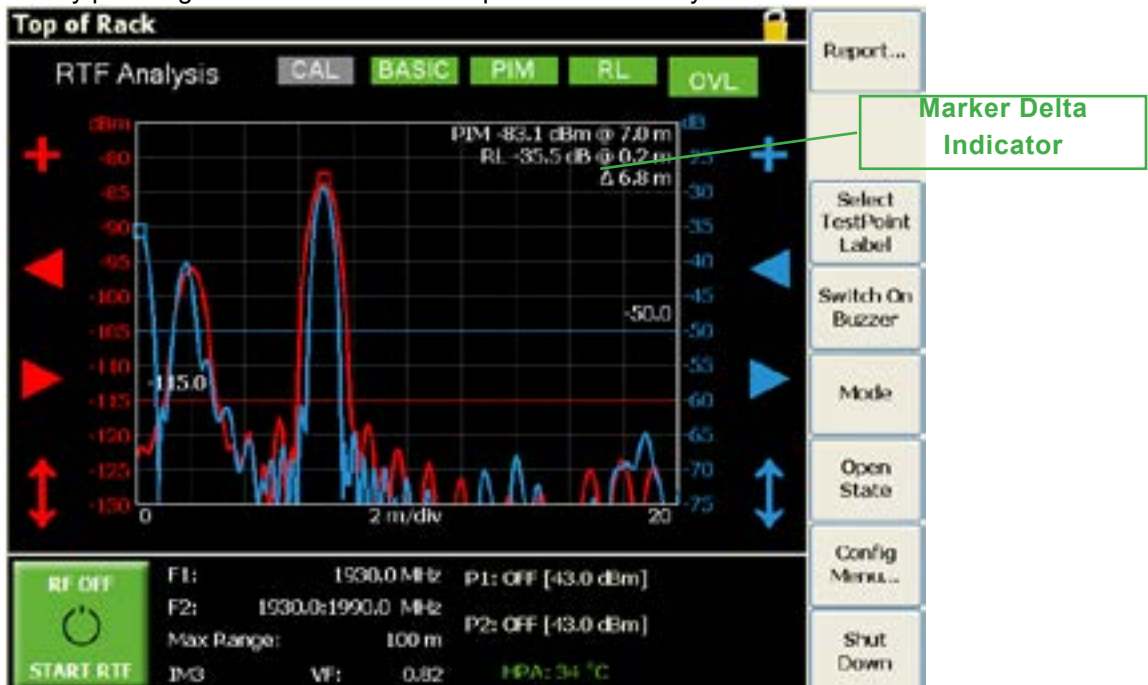 Top of Rack
RTF Analysis
CAL
BASIC
PIM
RL
OVL
Marker Delta
Indicator
PIM -83.1 dBm @ 7.0 m
RL -35.5 dB @ 0.2 m
Δ 6.8 m
dBm
-80
-85
-90
-95
-100
-105
-110
-115
-120
-125
-130
-115.0
-50.0
dB
-25
-30
-35
-40
-45
-50
-55
-60
-65
-70
-75
0
2 m/div
20
RF OFF
START RTF
F1: 1930.0 MHz
F2: 1930.0:1990.0 MHz
Max Range: 100 m
IM3 VF: 0.82
P1: OFF [43.0 dBm]
P2: OFF [43.0 dBm]
HPA: 34 °C
Report...
Select
TestPoint
Label
Switch On
Buzzer
Mode
Open
State
Config
Menu...
Shut
Down